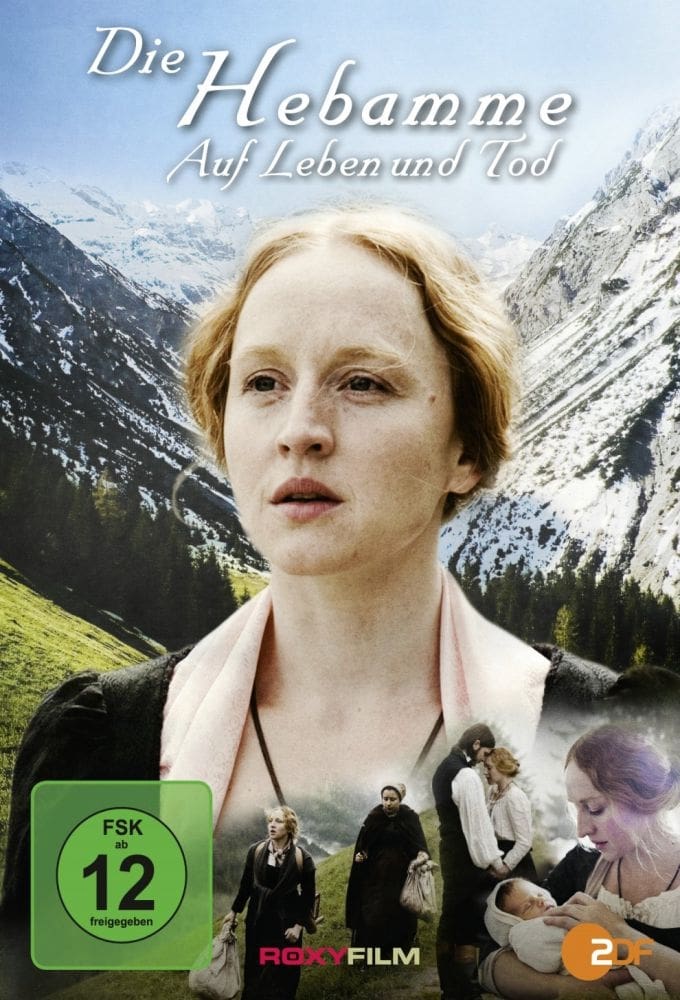 Die Hebamme
Auf Leben und Tod
FSK
ab
12
freigegeben
ROXYFILM
2DF